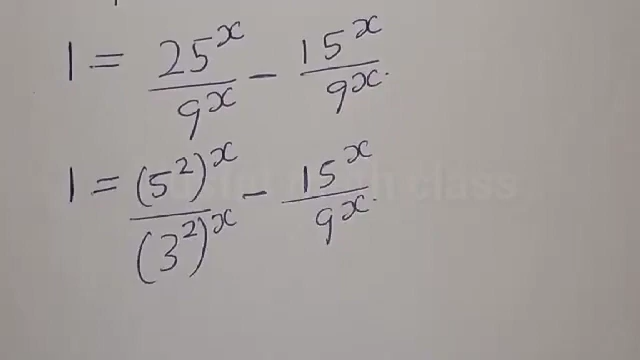 1 = 25^x/9^x - 15^x/9^x.
1 = (5^2)^x/(3^2)^x - 15^x/9^x.